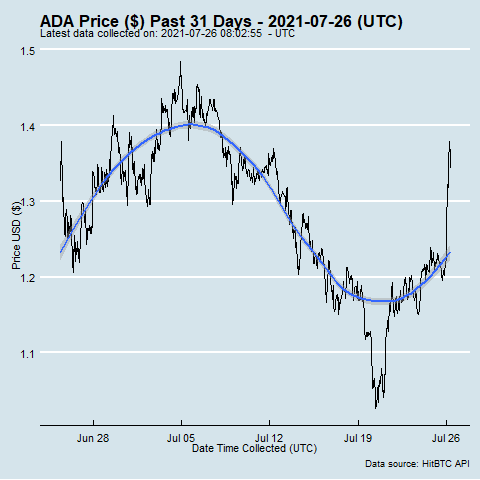 ADA Price ($) Past 31 Days - 2021-07-26 (UTC)
Latest data collected on: 2021-07-26 08:02:55  - UTC
1.5
1.4
1.3
1.2
1.1
Price USD ($)
Jun 28 Jul 05 Jul 12 Jul 19 Jul 26
Date Time Collected (UTC)
Data source: HitBTC API